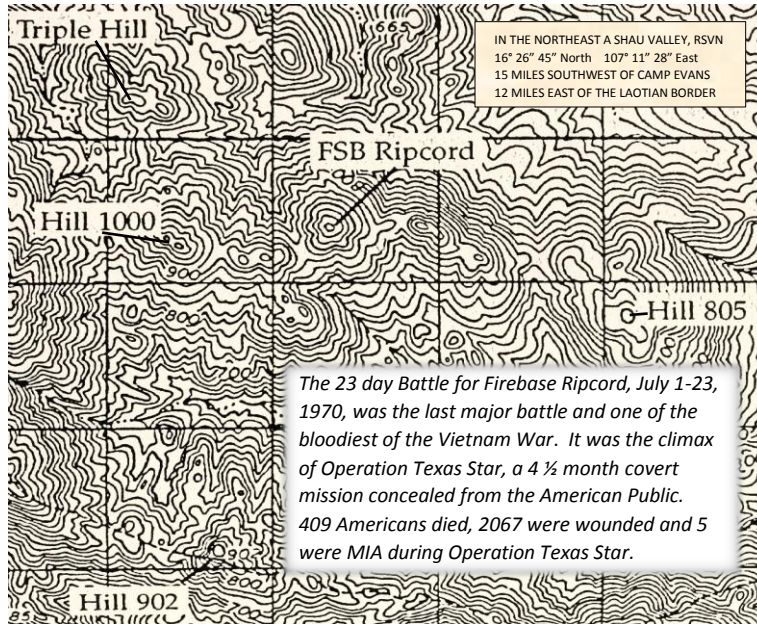 Triple Hill
665
IN THE NORTHEAST A SHAU VALLEY, RSVN
16° 26” 45” North 107° 11” 28” East
15 MILES SOUTHWEST OF CAMP EVANS
12 MILES EAST OF THE LAOTIAN BORDER
FSB Ripcord
Hill 1000
900
800
Hill 805
The 23 day Battle for Firebase Ripcord, July 1-23,
1970, was the last major battle and one of the
bloodiest of the Vietnam War. It was the climax
of Operation Texas Star, a 4 ½ month covert
mission concealed from the American Public.
409 Americans died, 2067 were wounded and 5
were MIA during Operation Texas Star.
902
800
Hill 902